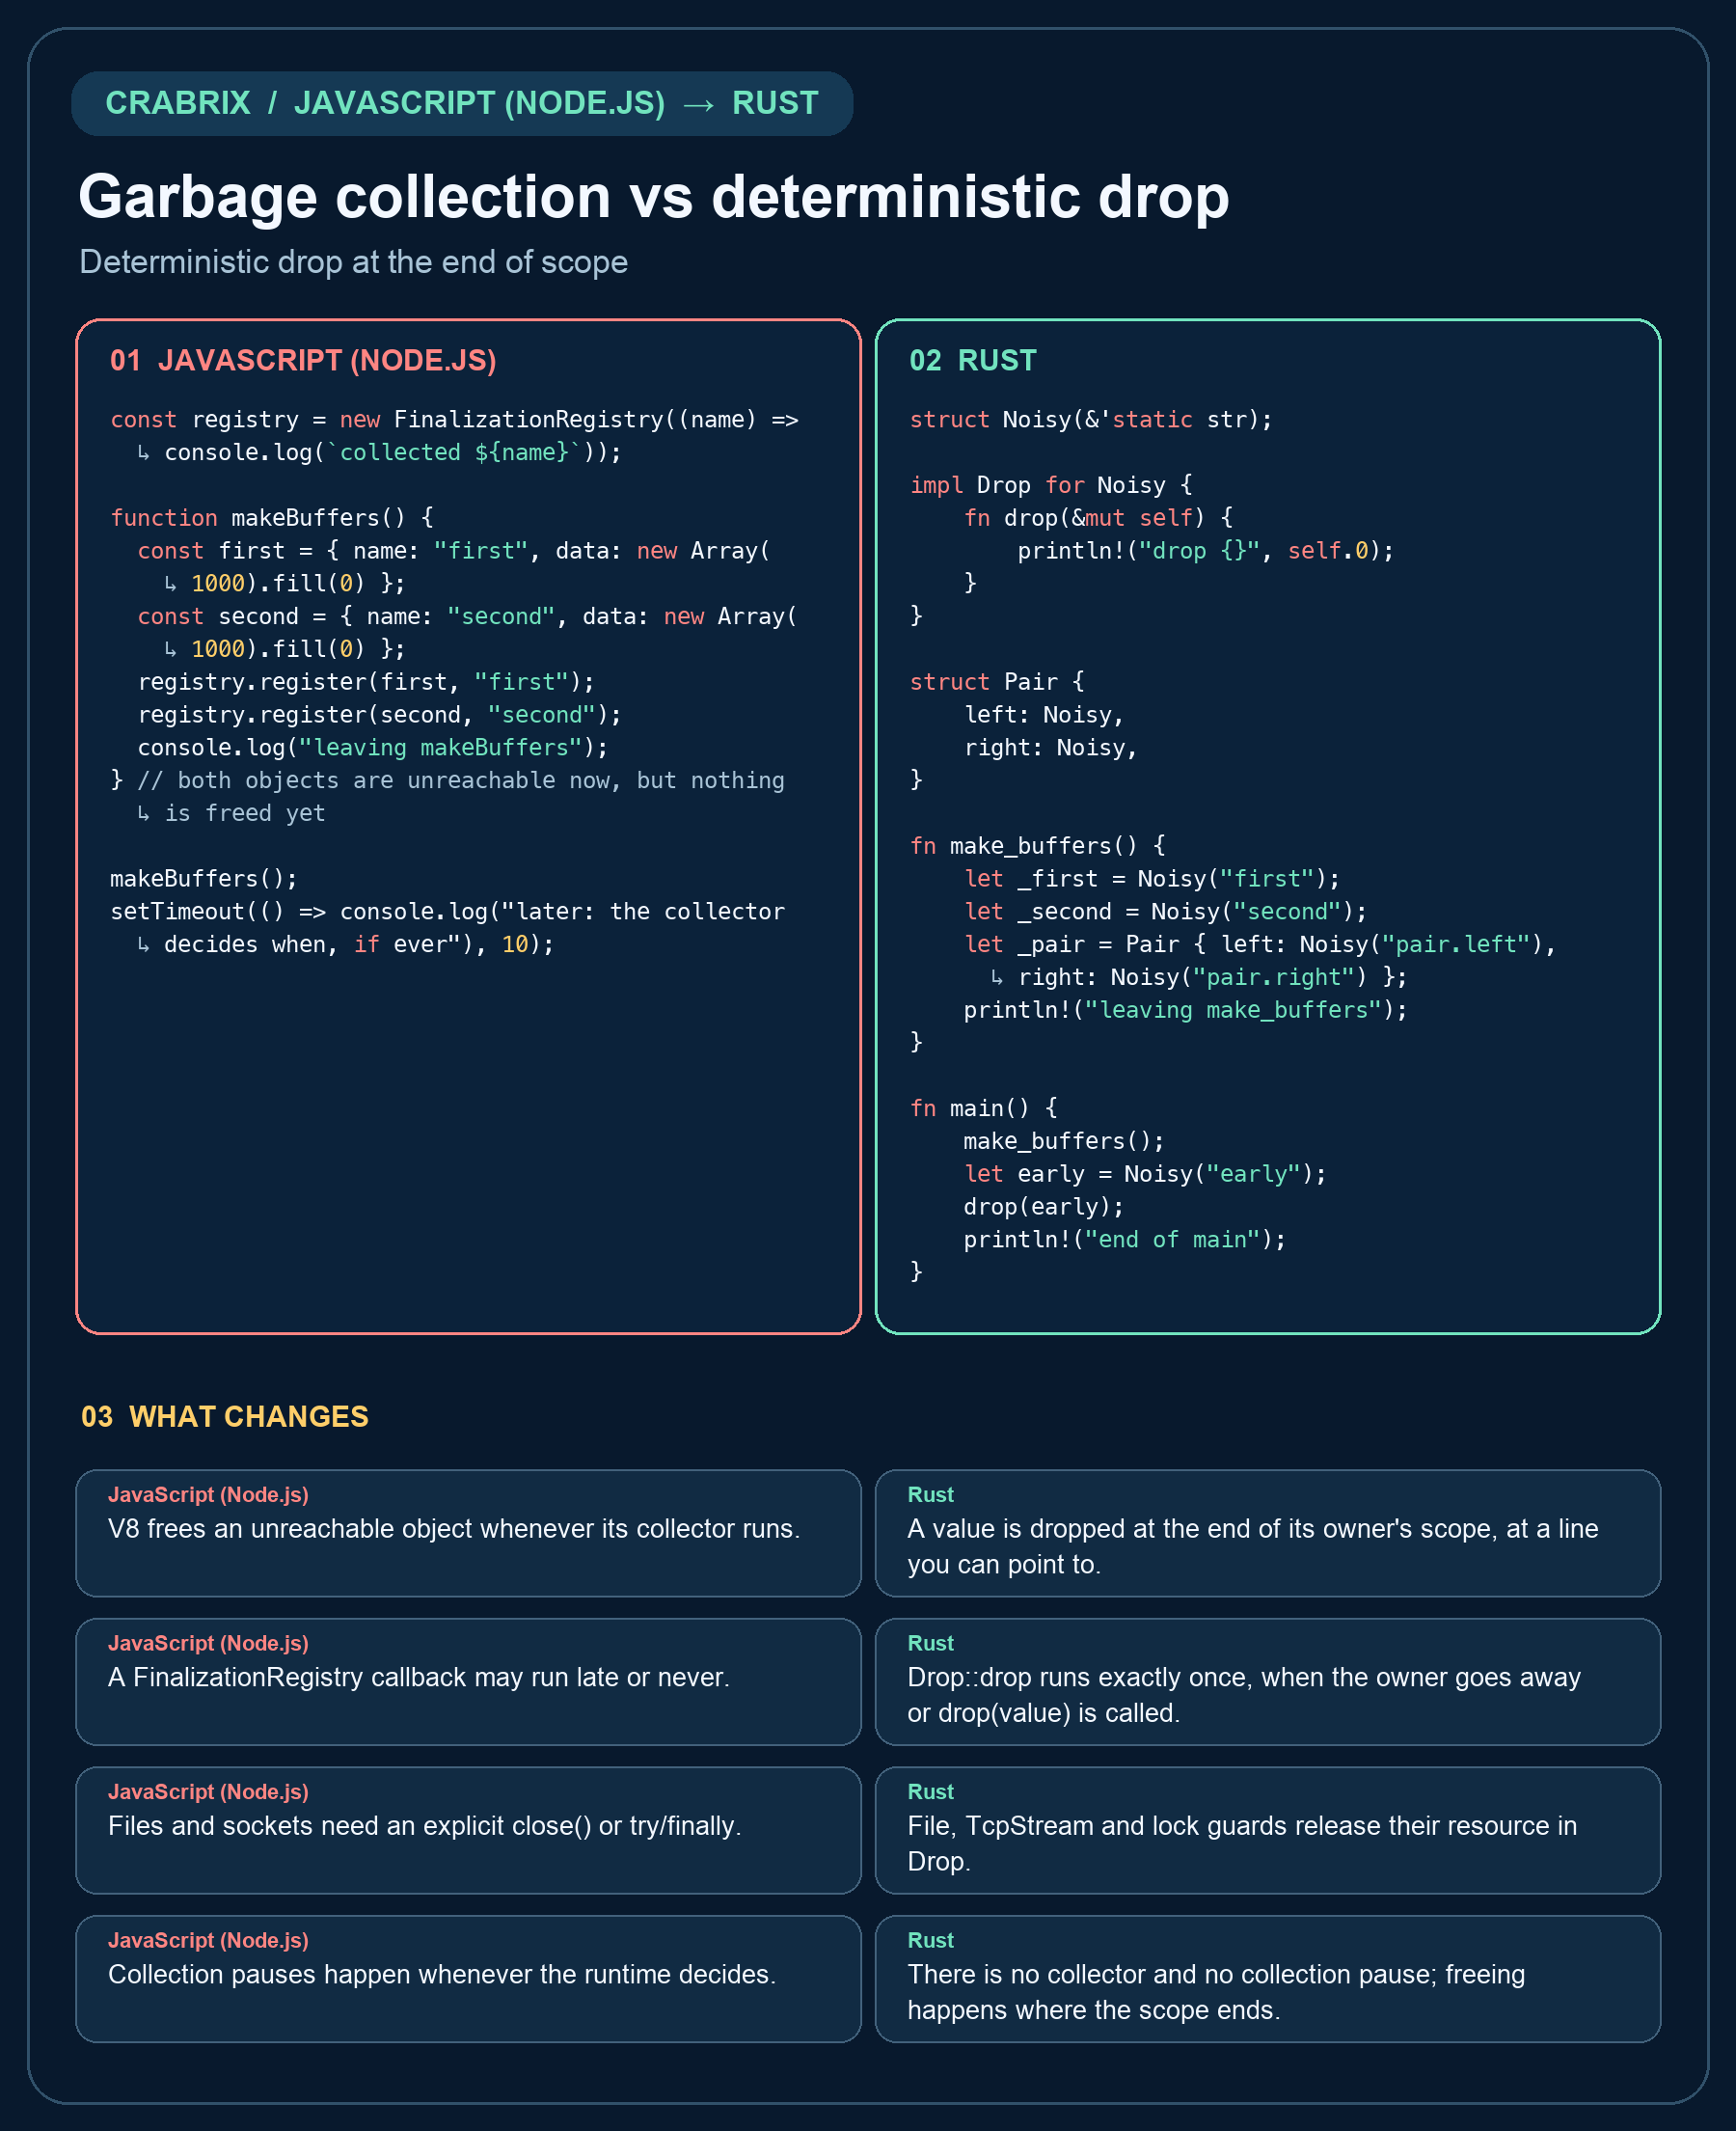 CRABRIX / JAVASCRIPT (NODE.JS) → RUST
Garbage collection vs deterministic drop
Deterministic drop at the end of scope
01 JAVASCRIPT (NODE.JS)
const registry = new FinalizationRegistry((name) =>
  ↳ console.log(`collected ${name}`));

function makeBuffers() {
  const first = { name: "first", data: new Array(
    ↳ 1000).fill(0) };
  const second = { name: "second", data: new Array(
    ↳ 1000).fill(0) };
  registry.register(first, "first");
  registry.register(second, "second");
  console.log("leaving makeBuffers");
} // both objects are unreachable now, but nothing
  ↳ is freed yet

makeBuffers();
setTimeout(() => console.log("later: the collector
  ↳ decides when, if ever"), 10);
02 RUST
struct Noisy(&'static str);

impl Drop for Noisy {
    fn drop(&mut self) {
        println!("drop {}", self.0);
    }
}

struct Pair {
    left: Noisy,
    right: Noisy,
}

fn make_buffers() {
    let _first = Noisy("first");
    let _second = Noisy("second");
    let _pair = Pair { left: Noisy("pair.left"),
      ↳ right: Noisy("pair.right") };
    println!("leaving make_buffers");
}

fn main() {
    make_buffers();
    let early = Noisy("early");
    drop(early);
    println!("end of main");
}
03 WHAT CHANGES
JavaScript (Node.js)
V8 frees an unreachable object whenever its collector runs.
Rust
A value is dropped at the end of its owner's scope, at a line
you can point to.
JavaScript (Node.js)
A FinalizationRegistry callback may run late or never.
Rust
Drop::drop runs exactly once, when the owner goes away
or drop(value) is called.
JavaScript (Node.js)
Files and sockets need an explicit close() or try/finally.
Rust
File, TcpStream and lock guards release their resource in
Drop.
JavaScript (Node.js)
Collection pauses happen whenever the runtime decides.
Rust
There is no collector and no collection pause; freeing
happens where the scope ends.